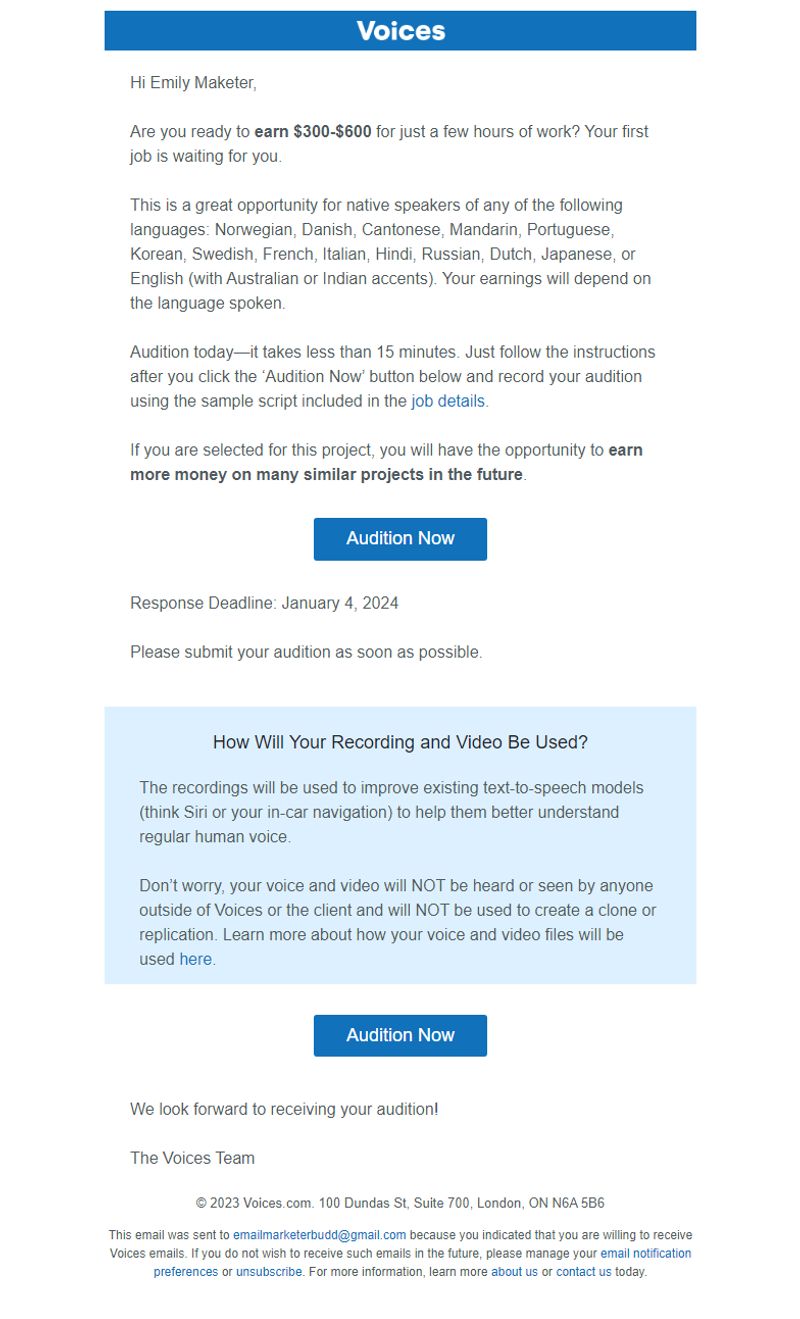 Voices
Hi Emily Maketer,
Are you ready to earn $300-$600 for just a few hours of work? Your first
job is waiting for you.
This is a great opportunity for native speakers of any of the following
languages: Norwegian, Danish, Cantonese, Mandarin, Portuguese,
Korean, Swedish, French, Italian, Hindi, Russian, Dutch, Japanese, or
English (with Australian or Indian accents). Your earnings will depend on
the language spoken.
Audition today—it takes less than 15 minutes. Just follow the instructions
after you click the ‘Audition Now’ button below and record your audition
using the sample script included in the job details.
If you are selected for this project, you will have the opportunity to earn
more money on many similar projects in the future.
Audition Now
Response Deadline: January 4, 2024
Please submit your audition as soon as possible.
How Will Your Recording and Video Be Used?
The recordings will be used to improve existing text-to-speech models
(think Siri or your in-car navigation) to help them better understand
regular human voice.
Don’t worry, your voice and video will NOT be heard or seen by anyone
outside of Voices or the client and will NOT be used to create a clone or
replication. Learn more about how your voice and video files will be
used here.
Audition Now
We look forward to receiving your audition!
The Voices Team
© 2023 Voices.com. 100 Dundas St, Suite 700, London, ON N6A 5B6
This email was sent to emailmarketerbudd@gmail.com because you indicated that you are willing to receive
Voices emails. If you do not wish to receive such emails in the future, please manage your email notification
preferences or unsubscribe. For more information, learn more about us or contact us today.